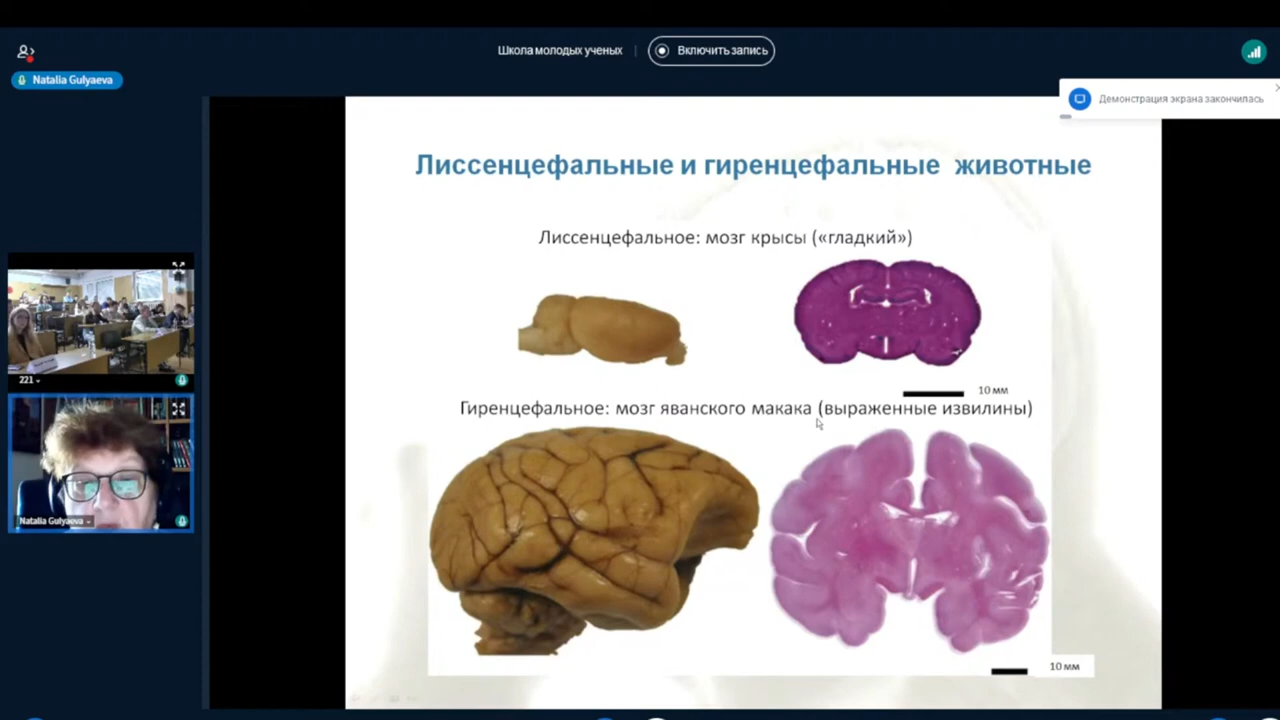 Школа молодых ученых
Включить запись
Natalia Gulyaeva
Демонстрация экрана закончилась
Лиссенцефальные и гиренцефальные животные
Лиссенцефальное: мозг крысы («гладкий»)
10 мм
Гиренцефальное: мозг яванского макака (выраженные извилины)
10 мм
221
Natalia Gulyaeva